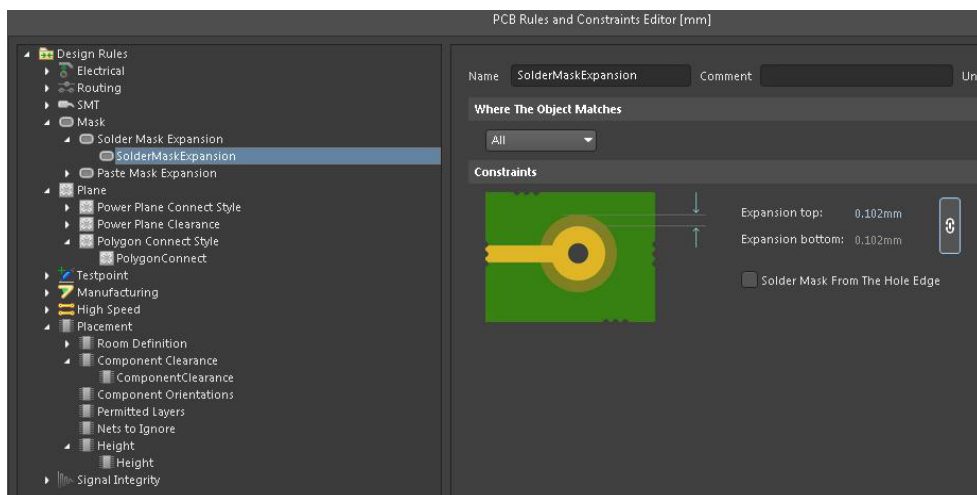 PCB Rules and Constraints Editor [mm]
Design Rules
Electrical
Routing
SMT
Mask
Solder Mask Expansion
SolderMaskExpansion
Paste Mask Expansion
Plane
Power Plane Connect Style
Power Plane Clearance
Polygon Connect Style
PolygonConnect
Testpoint
Manufacturing
High Speed
Placement
Room Definition
Component Clearance
ComponentClearance
Component Orientations
Permitted Layers
Nets to Ignore
Height
Height
Signal Integrity
Name SolderMaskExpansion Comment Un
Where The Object Matches
All
Constraints
Expansion top: 0.102mm
Expansion bottom: 0.102mm
Solder Mask From The Hole Edge